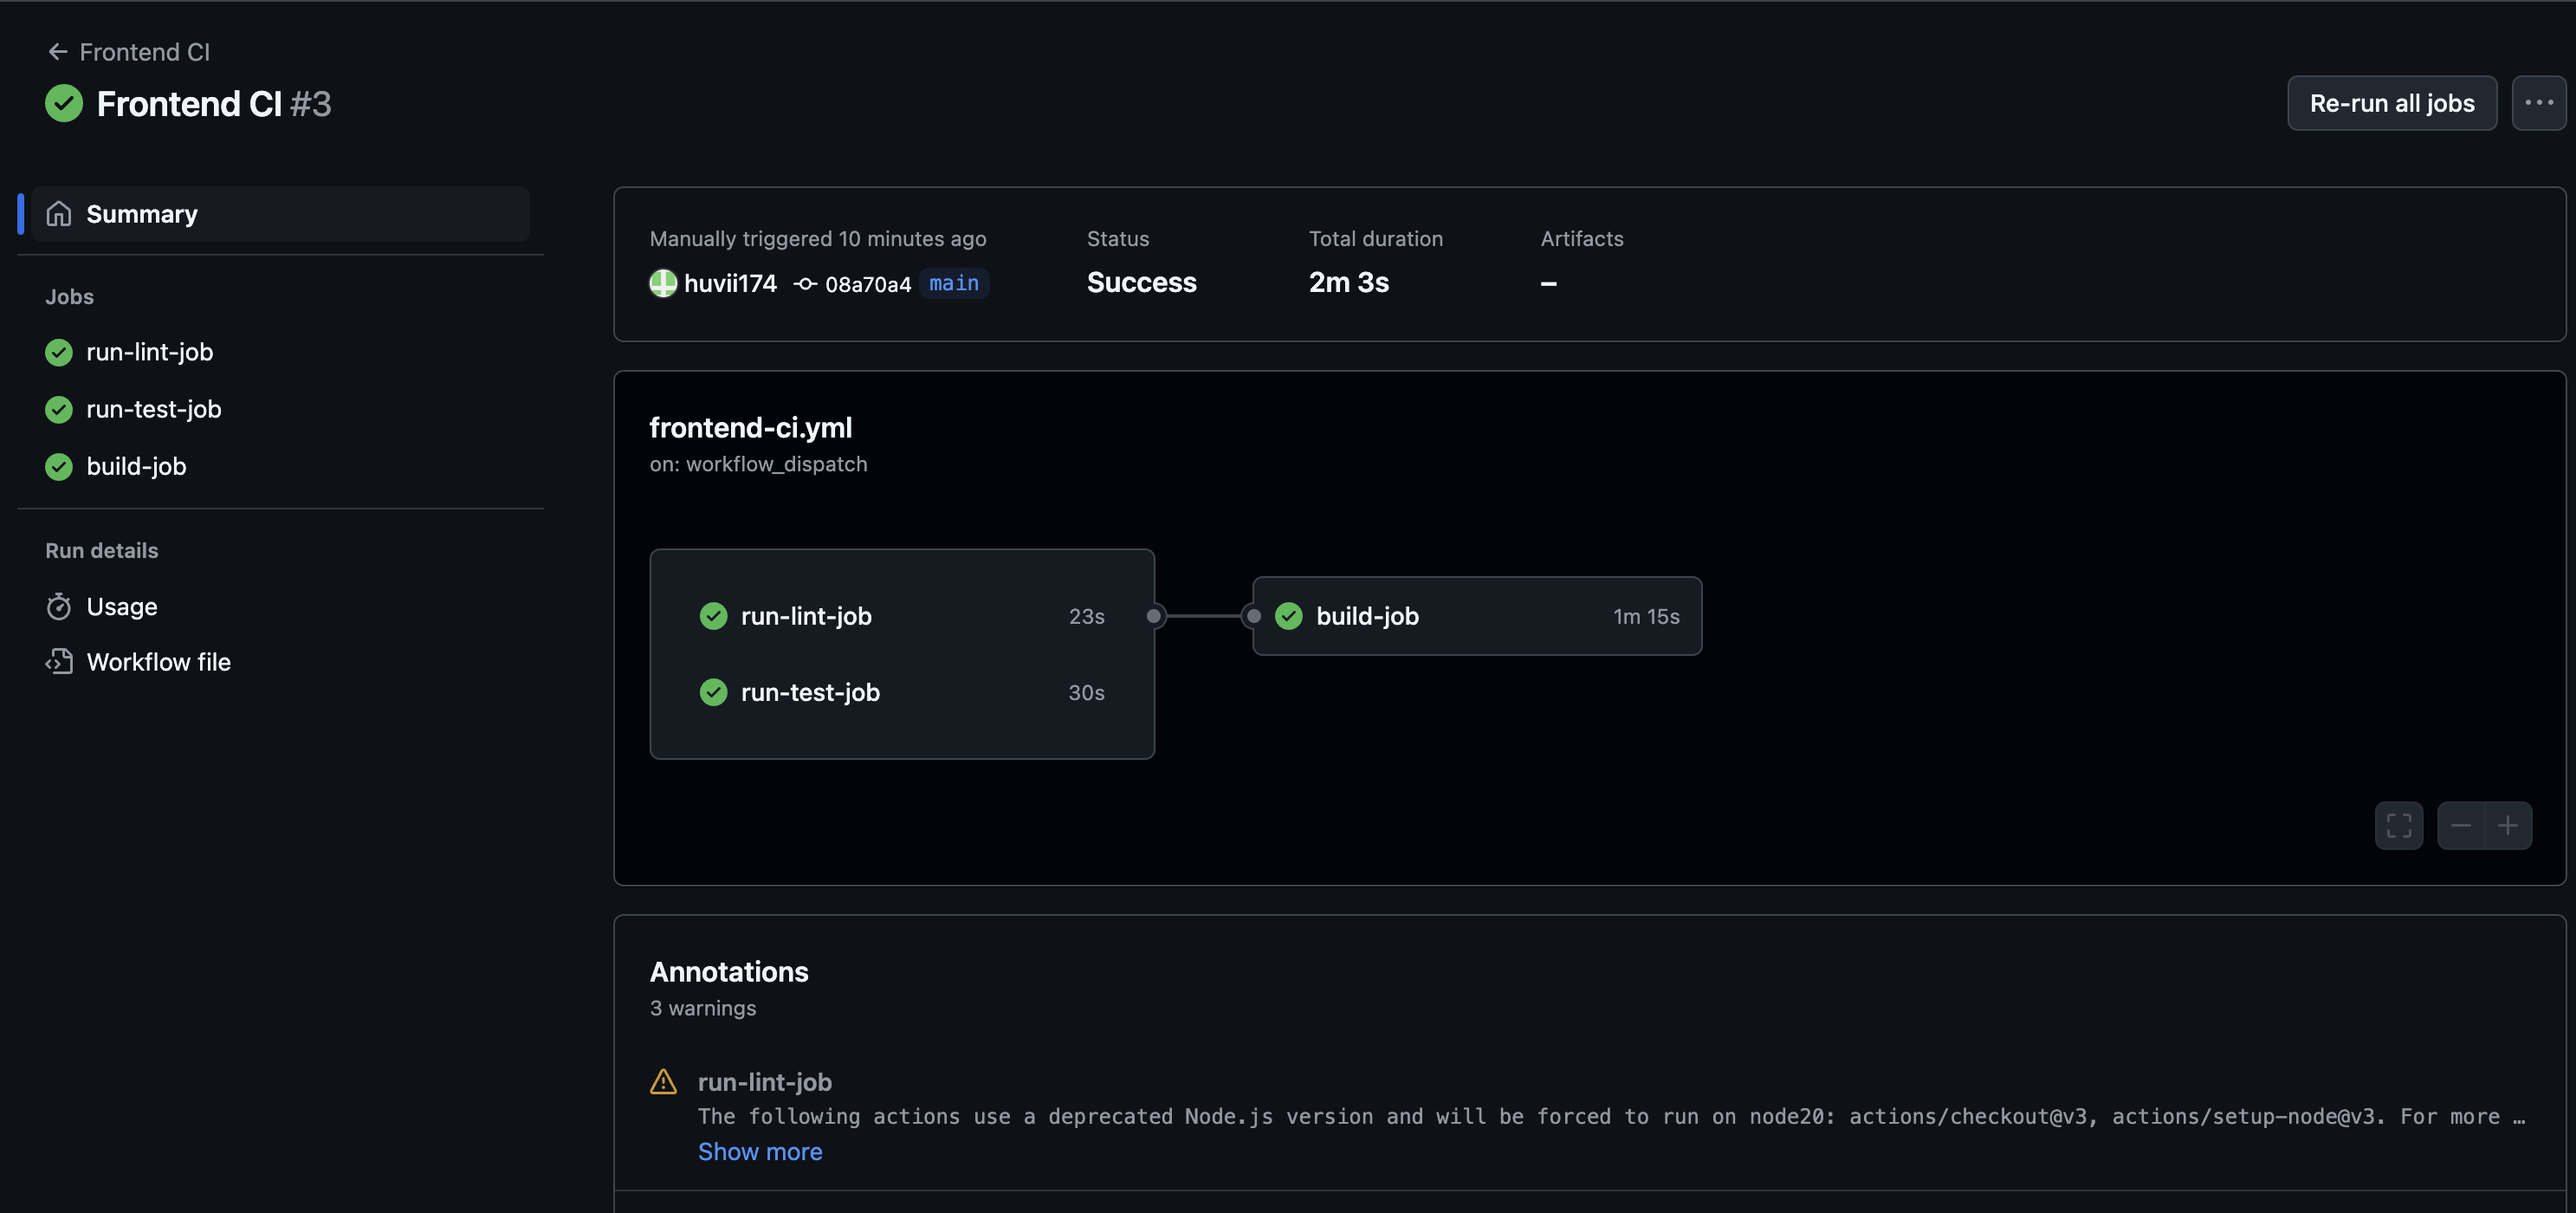 Frontend CI
Frontend CI #3
Re-run all jobs
Summary
Jobs
run-lint-job
run-test-job
build-job
Run details
Usage
Workflow file
Manually triggered 10 minutes ago
huvii174 08a70a4 main
Status
Success
Total duration
2m 3s
Artifacts
–
frontend-ci.yml
on: workflow_dispatch
run-lint-job 23s
run-test-job 30s
build-job 1m 15s
Annotations
3 warnings
run-lint-job
The following actions use a deprecated Node.js version and will be forced to run on node20: actions/checkout@v3, actions/setup-node@v3. For more …
Show more